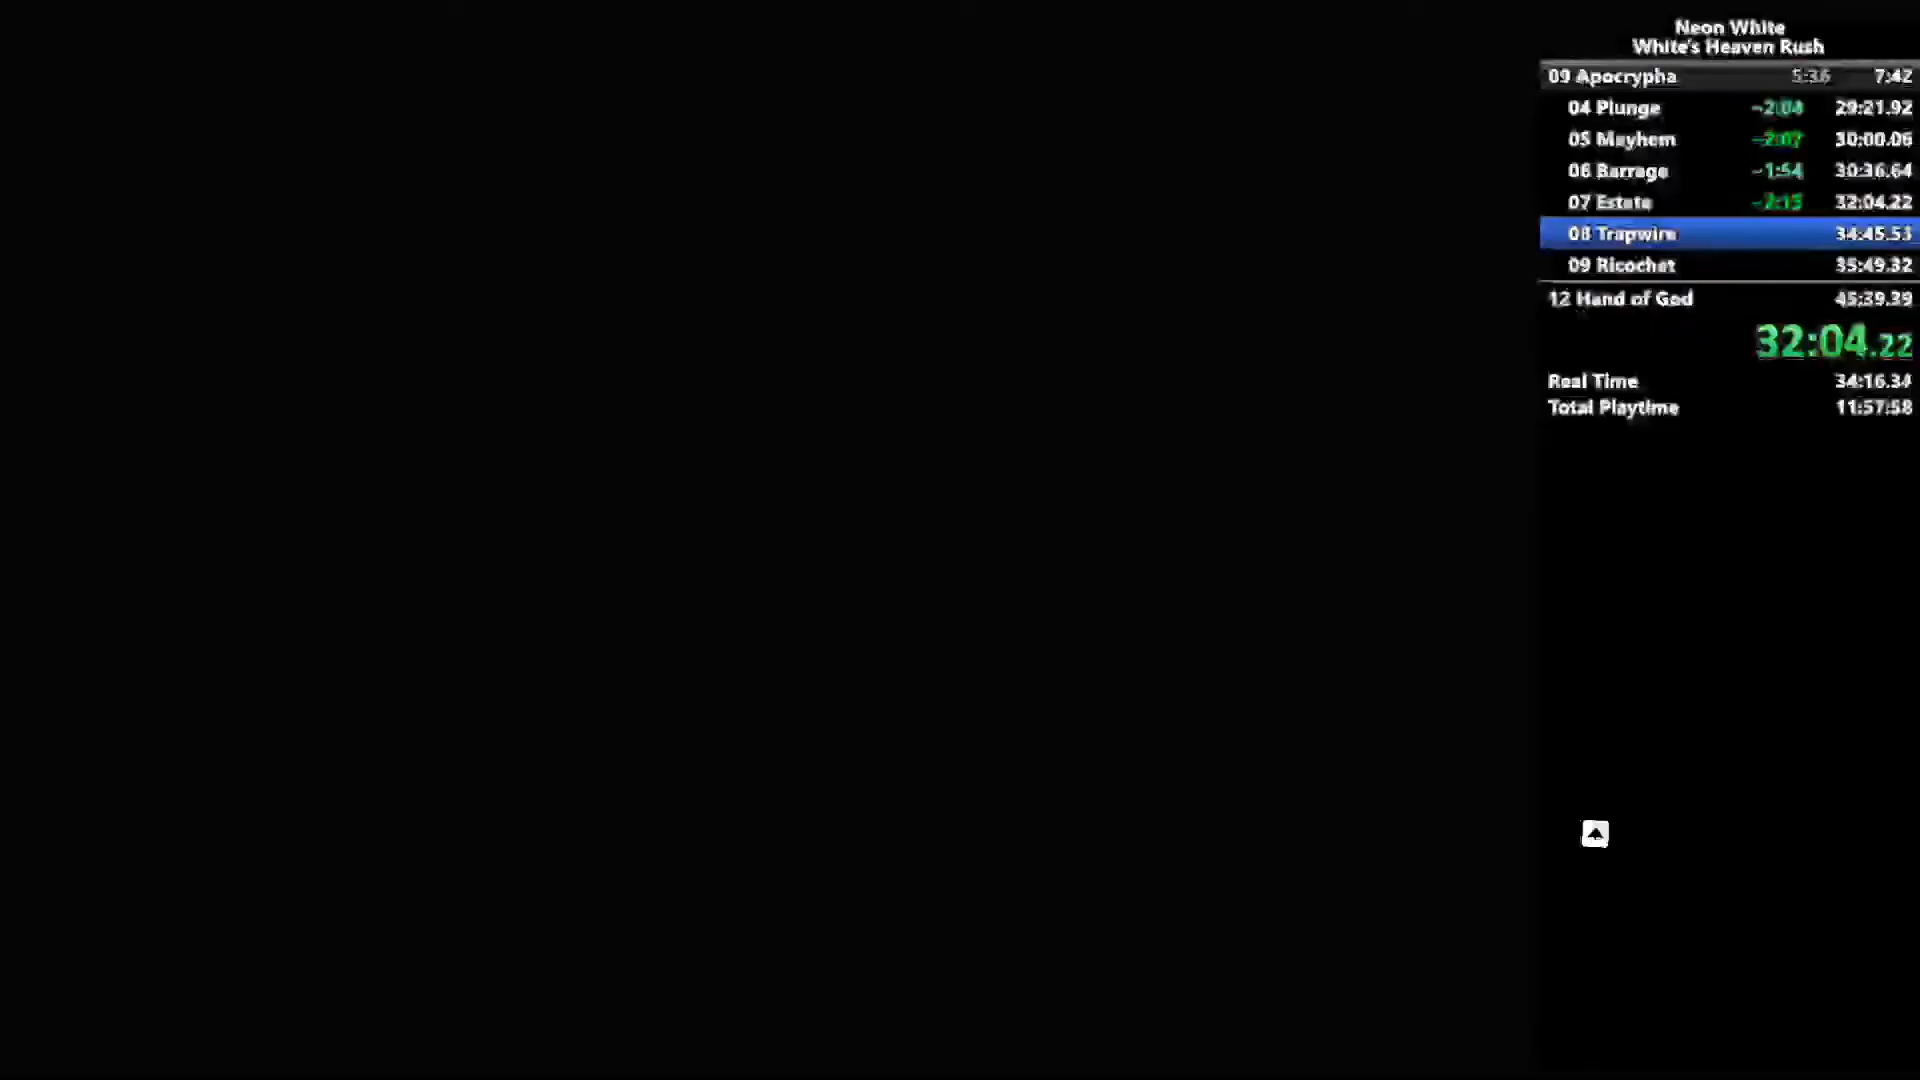 Neon White
White's Heaven Rush
09 Apocrypha 5:36 7:42
04 Plunge -2:04 29:21.92
05 Mayhem -2:07 30:00.06
06 Barrage -1:54 30:36.64
07 Estate -2:15 32:04.22
08 Trapwire 34:45.53
09 Ricochet 35:49.32
12 Hand of God 45:39.39
32:04.22
Real Time 34:16.34
Total Playtime 11:57:58